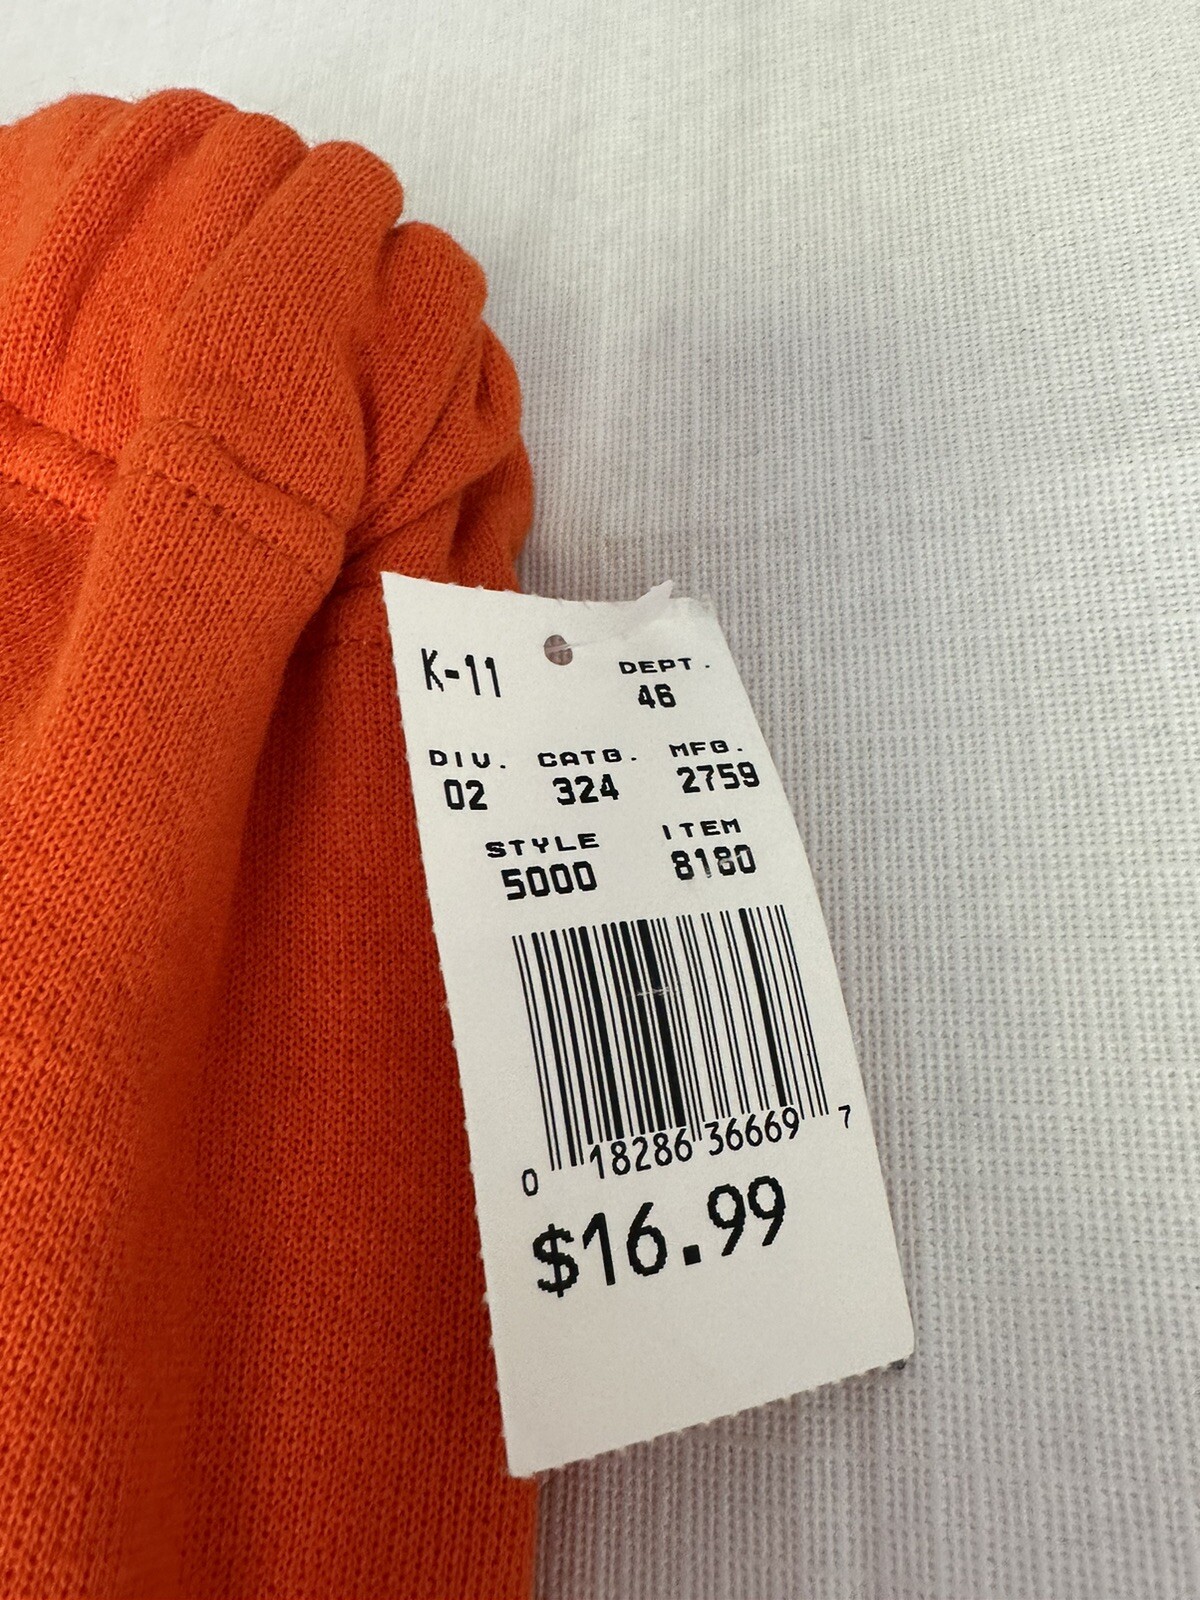 K-11 DEPT.
46
DIV. CATG. MFG.
02 324 2759
STYLE ITEM
5000 8180
0 18286 36669 7
$16.99